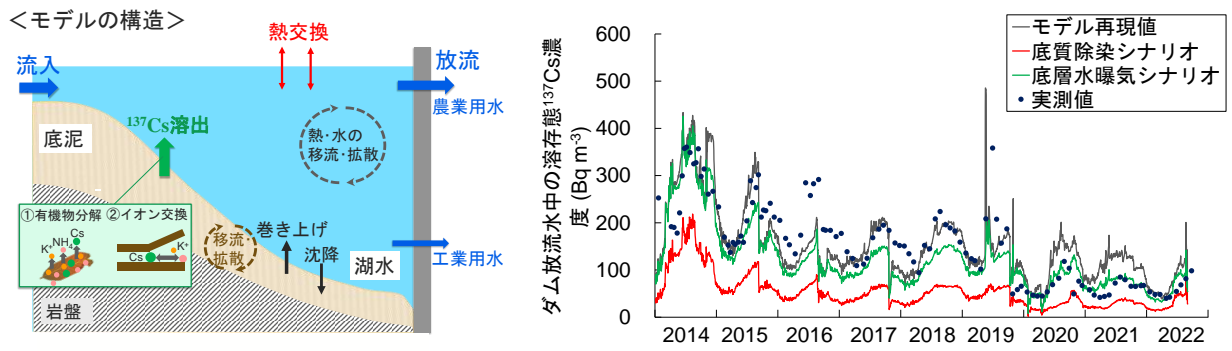 ＜モデルの構造＞
熱交換
流入
放流
農業用水
137Cs溶出
底泥
熱・水の
移流・拡散
①有機物分解 ②イオン交換
Cs
K+
NH4
K+
Cs
移流・
拡散
巻き上げ
沈降
湖水
工業用水
岩盤
ダム放流水中の溶存態137Cs濃
度 (Bq m-3)
600
500
400
300
200
100
0
2014 2015 2016 2017 2018 2019 2020 2021 2022
モデル再現値
底質除染シナリオ
底層水曝気シナリオ
実測値